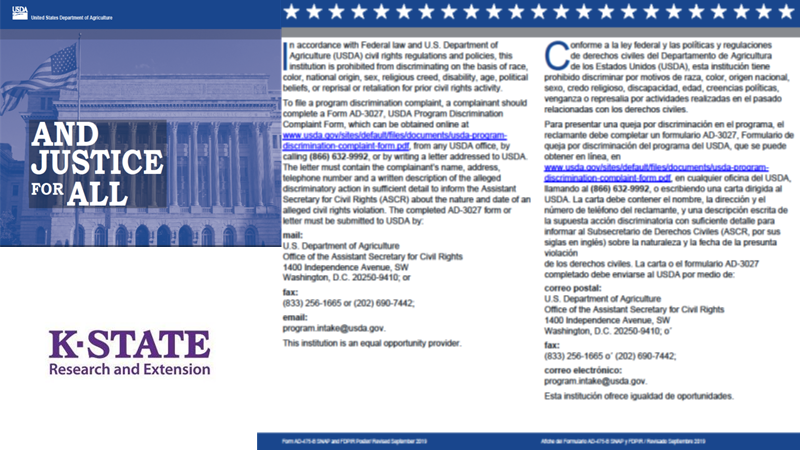 USDA
United States Department of Agriculture
AND
JUSTICE
FOR ALL
K·STATE
Research and Extension
In accordance with Federal law and U.S. Department of
Agriculture (USDA) civil rights regulations and policies, this
institution is prohibited from discriminating on the basis of race,
color, national origin, sex, religious creed, disability, age, political
beliefs, or reprisal or retaliation for prior civil rights activity.
To file a program discrimination complaint, a complainant should
complete a Form AD-3027, USDA Program Discrimination
Complaint Form, which can be obtained online at
www.usda.gov/sites/default/files/documents/usda-program-
discrimination-complaint-form.pdf, from any USDA office, by
calling (866) 632-9992, or by writing a letter addressed to USDA.
The letter must contain the complainant's name, address,
telephone number and a written description of the alleged
discriminatory action in sufficient detail to inform the Assistant
Secretary for Civil Rights (ASCR) about the nature and date of an
alleged civil rights violation. The completed AD-3027 form or
letter must be submitted to USDA by:
mail:
U.S. Department of Agriculture
Office of the Assistant Secretary for Civil Rights
1400 Independence Avenue, SW
Washington, D.C. 20250-9410; or
fax:
(833) 256-1665 or (202) 690-7442;
email:
program.intake@usda.gov.
This institution is an equal opportunity provider.
Form AD-475-B SNAP and FDPIR Poster/ Revised September 2019
Conforme a la ley federal y las políticas y regulaciones
de derechos civiles del Departamento de Agricultura
de los Estados Unidos (USDA), esta institución tiene
prohibido discriminar por motivos de raza, color, origen nacional,
sexo, credo religioso, discapacidad, edad, creencias políticas,
venganza o represalia por actividades realizadas en el pasado
relacionadas con los derechos civiles.
Para presentar una queja por discriminación en el programa, el
reclamante debe completar un formulario AD-3027, Formulario de
queja por discriminación del programa del USDA, que se puede
obtener en línea, en
www.usda.gov/sites/default/files/documents/usda-program-
discrimination-complaint-form.pdf, en cualquier oficina del USDA,
llamando al (866) 632-9992, o escribiendo una carta dirigida al
USDA. La carta debe contener el nombre, la dirección y el
número de teléfono del reclamante, y una descripción escrita de
la supuesta acción discriminatoria con suficiente detalle para
informar al Subsecretario de Derechos Civiles (ASCR, por sus
siglas en inglés) sobre la naturaleza y la fecha de la presunta
violación
de los derechos civiles. La carta o el formulario AD-3027
completado debe enviarse al USDA por medio de:
correo postal:
U.S. Department of Agriculture
Office of the Assistant Secretary for Civil Rights
1400 Independence Avenue, SW
Washington, D.C. 20250-9410; o´
fax:
(833) 256-1665 o´ (202) 690-7442;
correo electrónico:
program.intake@usda.gov.
Esta institución ofrece igualdad de oportunidades.
Afiche del Formulario AD-475-B SNAP y FDPIR / Revisado Septiembre 2019